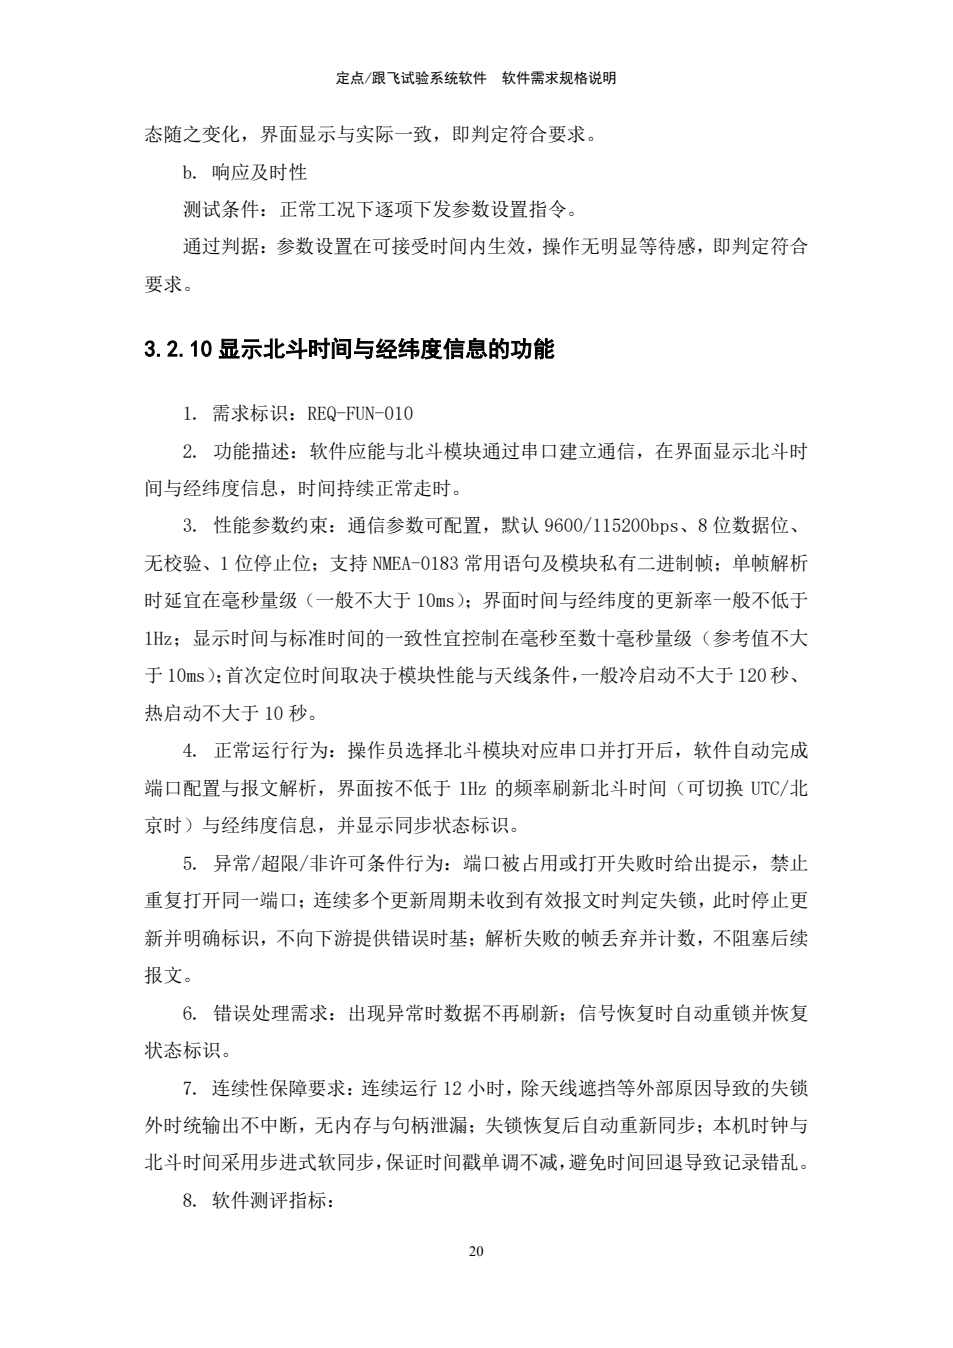 定点/跟飞试验系统软件　软件需求规格说明
态随之变化，界面显示与实际一致，即判定符合要求。
b. 响应及时性
测试条件：正常工况下逐项下发参数设置指令。
通过判据：参数设置在可接受时间内生效，操作无明显等待感，即判定符合
要求。
3.2.10 显示北斗时间与经纬度信息的功能
1. 需求标识：REQ-FUN-010
2. 功能描述：软件应能与北斗模块通过串口建立通信，在界面显示北斗时
间与经纬度信息，时间持续正常走时。
3. 性能参数约束：通信参数可配置，默认 9600/115200bps、8 位数据位、
无校验、1 位停止位；支持 NMEA-0183 常用语句及模块私有二进制帧；单帧解析
时延宜在毫秒量级（一般不大于 10ms）；界面时间与经纬度的更新率一般不低于
1Hz；显示时间与标准时间的一致性宜控制在毫秒至数十毫秒量级（参考值不大
于 10ms）；首次定位时间取决于模块性能与天线条件，一般冷启动不大于 120 秒、
热启动不大于 10 秒。
4. 正常运行行为：操作员选择北斗模块对应串口并打开后，软件自动完成
端口配置与报文解析，界面按不低于 1Hz 的频率刷新北斗时间（可切换 UTC/北
京时）与经纬度信息，并显示同步状态标识。
5. 异常/超限/非许可条件行为：端口被占用或打开失败时给出提示，禁止
重复打开同一端口；连续多个更新周期未收到有效报文时判定失锁，此时停止更
新并明确标识，不向下游提供错误时基；解析失败的帧丢弃并计数，不阻塞后续
报文。
6. 错误处理需求：出现异常时数据不再刷新；信号恢复时自动重锁并恢复
状态标识。
7. 连续性保障要求：连续运行 12 小时，除天线遮挡等外部原因导致的失锁
外时统输出不中断，无内存与句柄泄漏；失锁恢复后自动重新同步；本机时钟与
北斗时间采用步进式软同步，保证时间戳单调不减，避免时间回退导致记录错乱。
8. 软件测评指标：
20